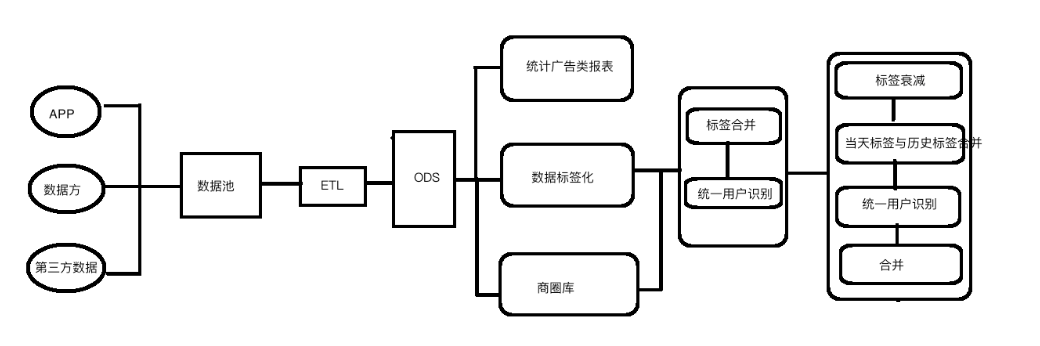 APP
数据方
第三方数据
数据池
ETL
ODS
统计广告类报表
数据标签化
商圈库
标签合并
统一用户识别
标签衰减
当天标签与历史标签合并
统一用户识别
合并